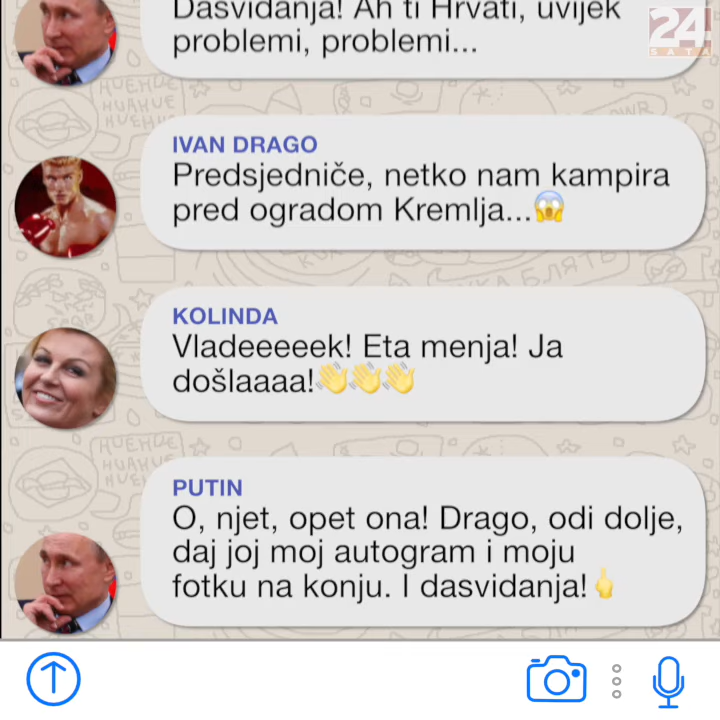 Dasvidanja! Ah ti Hrvati, uvijek
problemi, problemi...
24
SATA
IVAN DRAGO
Predsjedniče, netko nam kampira
pred ogradom Kremlja...😱
KOLINDA
Vladeeeeek! Eta menja! Ja
došlaaaa!👋👋👋
PUTIN
O, njet, opet ona! Drago, odi dolje,
daj joj moj autogram i moju
fotku na konju. I dasvidanja!🖕